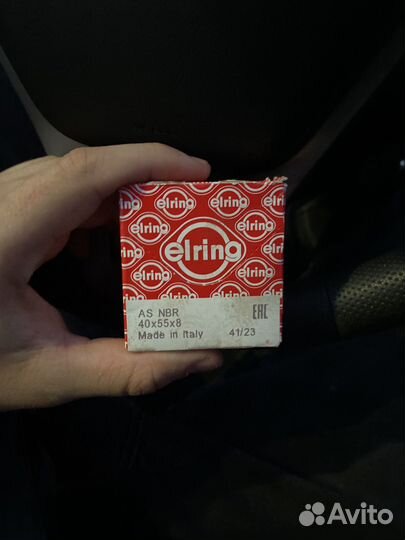 elring
AS NBR
40x55x8
Made in Italy 41/23
EAC
Avito